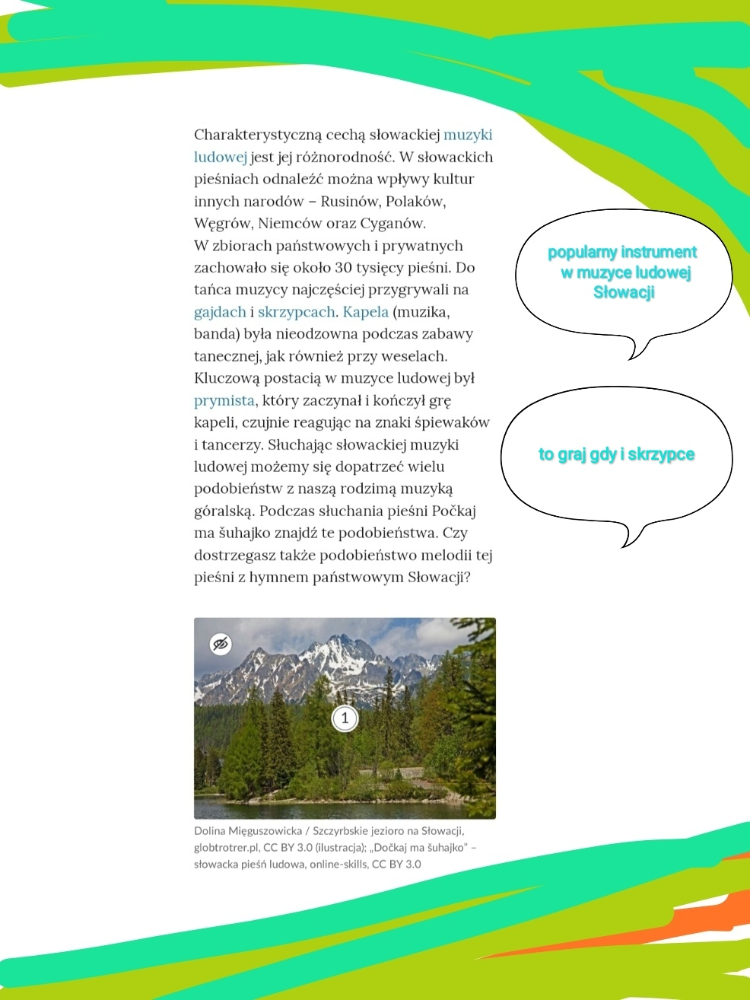 Charakterystyczną cechą słowackiej muzyki
ludowej jest jej różnorodność. W słowackich
pieśniach odnaleźć można wpływy kultur
innych narodów – Rusinów, Polaków,
Węgrów, Niemców oraz Cyganów.
W zbiorach państwowych i prywatnych
zachowało się około 30 tysięcy pieśni. Do
tańca muzycy najczęściej przygrywali na
gajdach i skrzypcach. Kapela (muzika,
banda) była nieodzowna podczas zabawy
tanecznej, jak również przy weselach.
Kluczową postacią w muzyce ludowej był
prymista, który zaczynał i kończył grę
kapeli, czujnie reagując na znaki śpiewaków
i tancerzy. Słuchając słowackiej muzyki
ludowej możemy się dopatrzeć wielu
podobieństw z naszą rodzimą muzyką
góralską. Podczas słuchania pieśni Počkaj
ma šuhajko znajdź te podobieństwa. Czy
dostrzegasz także podobieństwo melodii tej
pieśni z hymnem państwowym Słowacji?
popularny instrument
w muzyce ludowej
Słowacji
to graj gdy i skrzypce
1
Dolina Mięguszowicka / Szczyrbskie jezioro na Słowacji,
globtrotrer.pl, CC BY 3.0 (ilustracja); „Dočkaj ma šuhajko” –
słowacka pieśń ludowa, online-skills, CC BY 3.0